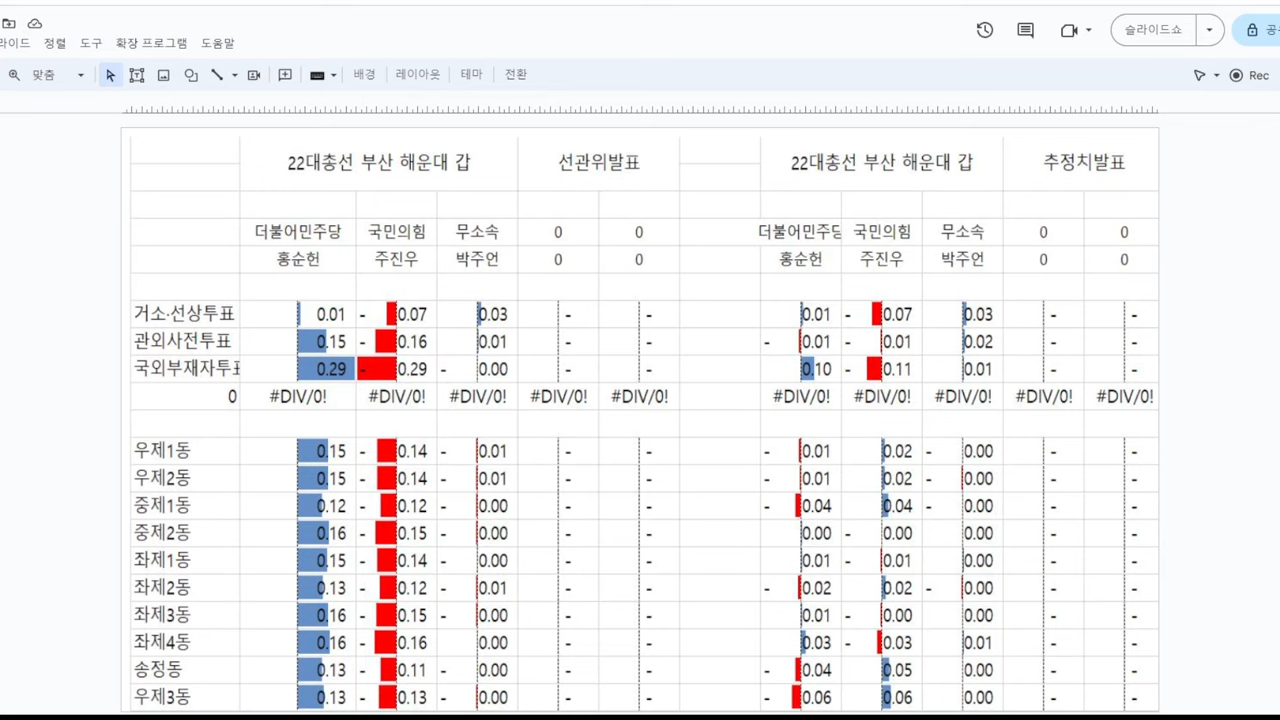 라이드 정렬 도구 확장 프로그램 도움말 슬라이드쇼
맞춤 배경 레이아웃 테마 전환 Rec
22대총선 부산 해운대 갑 선관위발표 22대총선 부산 해운대 갑 추정치발표
더불어민주당 국민의힘 무소속 0 0 더불어민주당 국민의힘 무소속 0 0
홍순헌 주진우 박주언 0 0 홍순헌 주진우 박주언 0 0
거소·선상투표 0.01 - 0.07 0.03 - - 0.01 - 0.07 0.03 - -
관외사전투표 0.15 - 0.16 0.01 - - - 0.01 - 0.01 0.02 - -
국외부재자투표 0.29 - 0.29 - 0.00 - - 0.10 - 0.11 0.01 - -
0 #DIV/0! #DIV/0! #DIV/0! #DIV/0! #DIV/0! #DIV/0! #DIV/0! #DIV/0! #DIV/0! #DIV/0!
우제1동 0.15 - 0.14 - 0.01 - - - 0.01 0.02 - 0.00 - -
우제2동 0.15 - 0.14 - 0.01 - - - 0.01 0.02 - 0.00 - -
중제1동 0.12 - 0.12 - 0.00 - - - 0.04 0.04 - 0.00 - -
중제2동 0.16 - 0.15 - 0.00 - - 0.00 - 0.00 0.00 - -
좌제1동 0.15 - 0.14 - 0.00 - - 0.01 - 0.01 0.00 - -
좌제2동 0.13 - 0.12 - 0.01 - - - 0.02 0.02 - 0.00 - -
좌제3동 0.16 - 0.15 - 0.00 - - 0.01 - 0.00 0.00 - -
좌제4동 0.16 - 0.16 0.00 - - 0.03 - 0.03 0.01 - -
송정동 0.13 - 0.11 - 0.00 - - - 0.04 0.05 0.00 - -
우제3동 0.13 - 0.13 - 0.00 - - - 0.06 0.06 0.00 - -